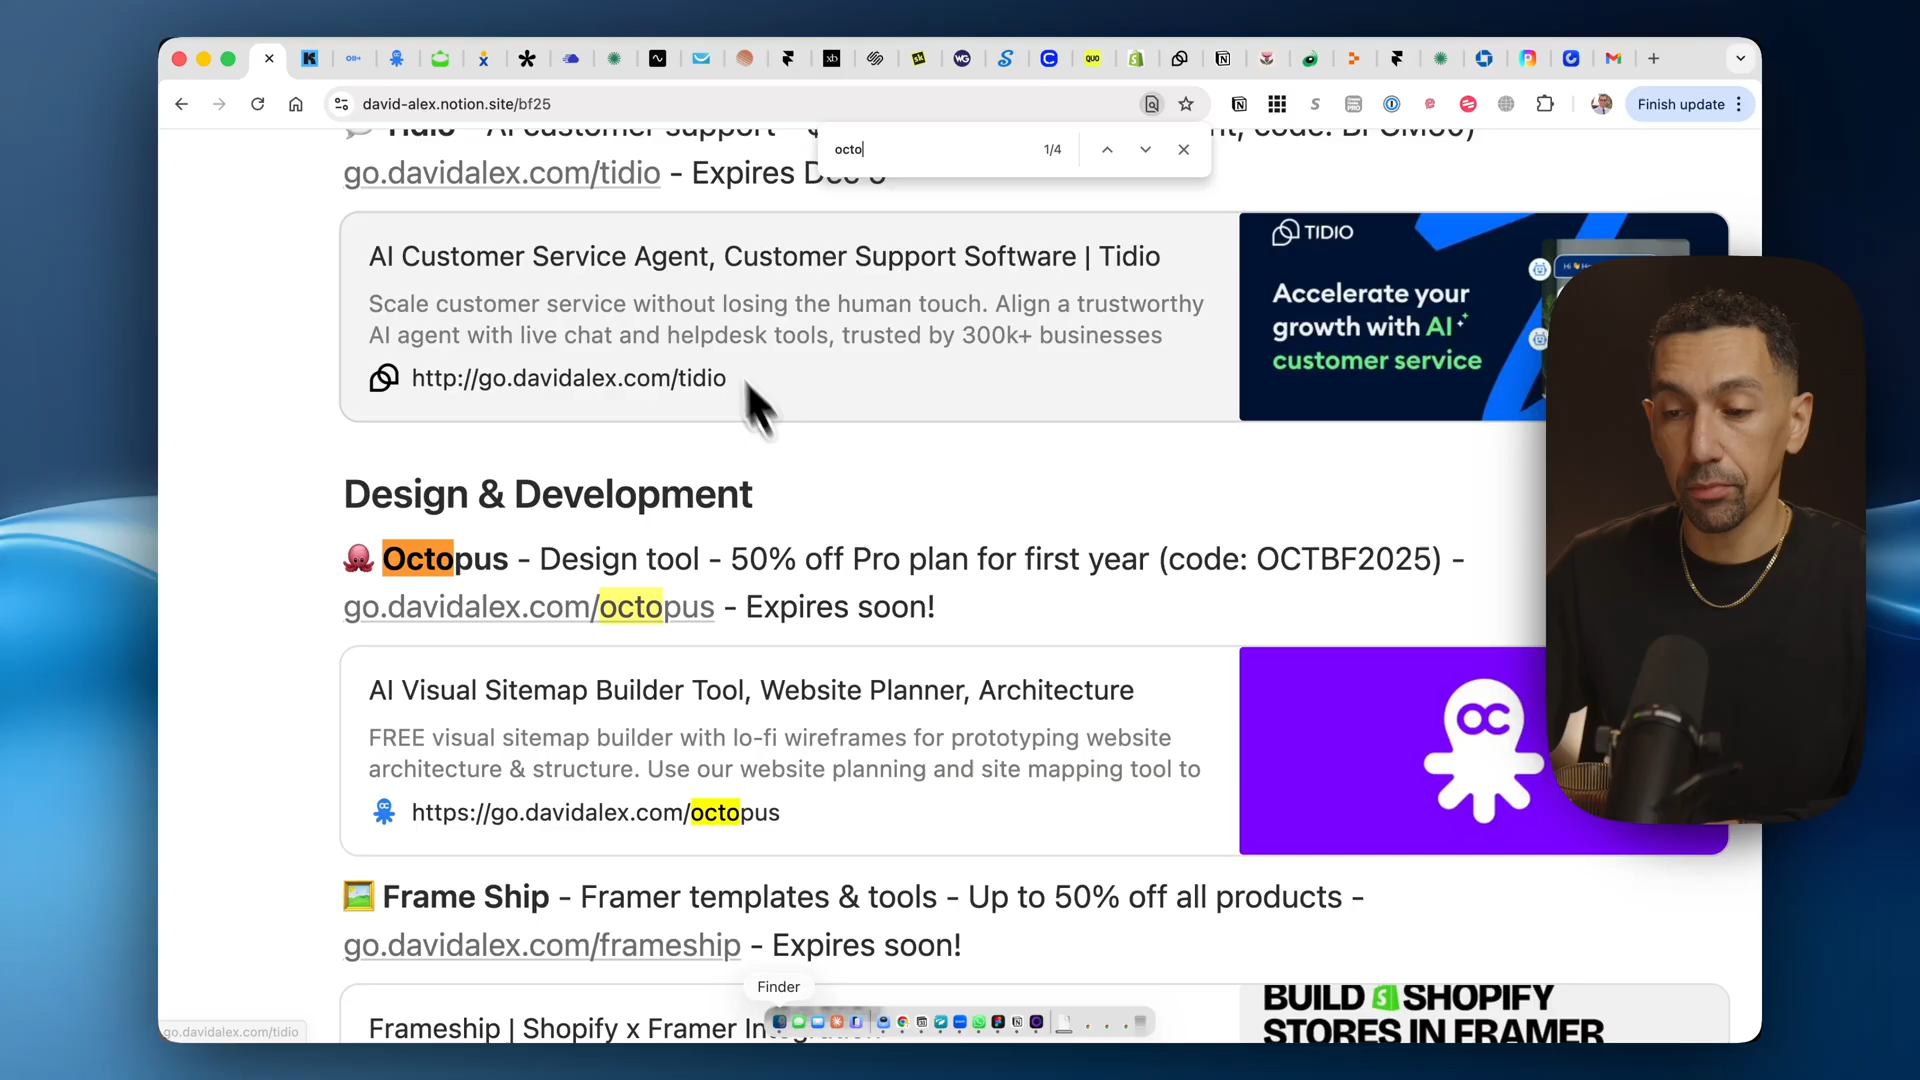 david-alex.notion.site/bf25
Finish update
octo
1/4
Tidio - AI customer support
go.davidalex.com/tidio - Expires Dec
AI Customer Service Agent, Customer Support Software | Tidio
Scale customer service without losing the human touch. Align a trustworthy
AI agent with live chat and helpdesk tools, trusted by 300k+ businesses
http://go.davidalex.com/tidio
TIDIO
Accelerate your
growth with AI
customer service
Design & Development
Octopus - Design tool - 50% off Pro plan for first year (code: OCTBF2025) -
go.davidalex.com/octopus - Expires soon!
AI Visual Sitemap Builder Tool, Website Planner, Architecture
FREE visual sitemap builder with lo-fi wireframes for prototyping website
architecture & structure. Use our website planning and site mapping tool to
https://go.davidalex.com/octopus
Frame Ship - Framer templates & tools - Up to 50% off all products -
go.davidalex.com/frameship - Expires soon!
Finder
Frameship | Shopify x Framer
BUILD SHOPIFY
STORES IN FRAMER
go.davidalex.com/tidio